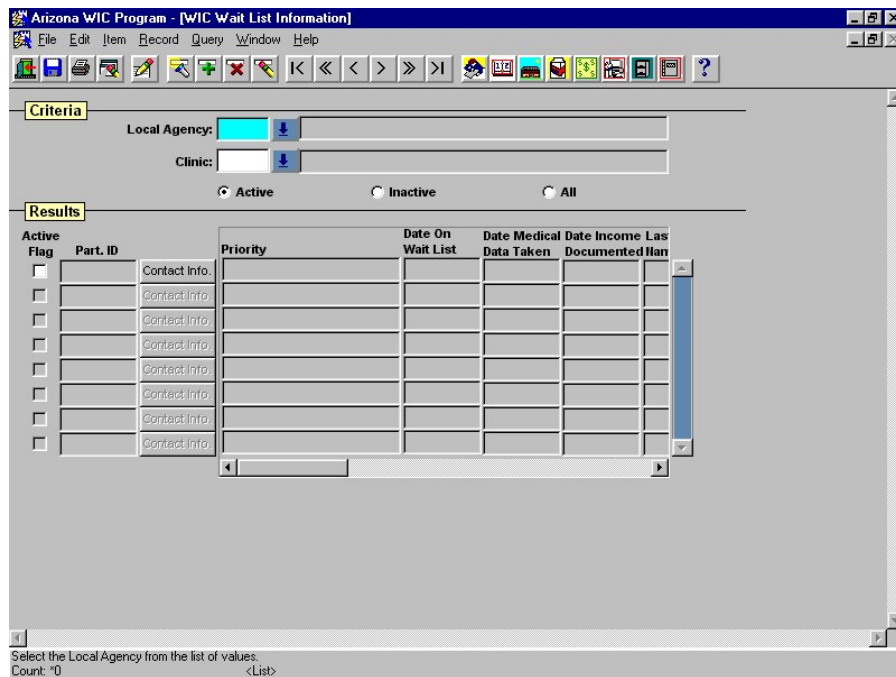 Arizona WIC Program - [WIC Wait List Information]
File Edit Item Record Query Window Help
Criteria
Local Agency:
Clinic:
Active Inactive All
Results
Active Flag Part. ID Priority Date On Wait List Date Medical Data Taken Date Income Documented Las Nam
Contact Info.
Contact Info.
Contact Info.
Contact Info.
Contact Info.
Contact Info.
Contact Info.
Contact Info.
Select the Local Agency from the list of values.
Count: *0 <List>